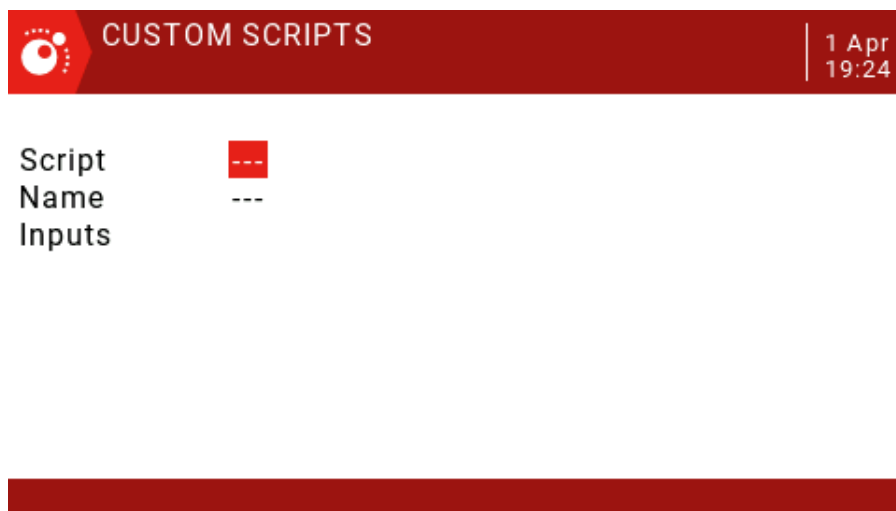 CUSTOM SCRIPTS
1 Apr
19:24
Script ---
Name ---
Inputs